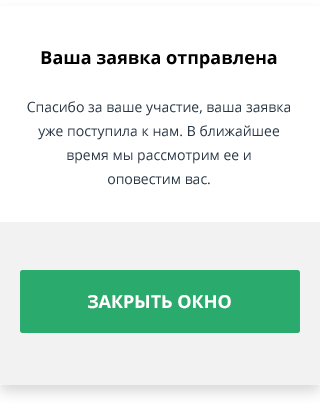 Ваша заявка отправлена
Спасибо за ваше участие, ваша заявка
уже поступила к нам. В ближайшее
время мы рассмотрим ее и
оповестим вас.
ЗАКРЫТЬ ОКНО